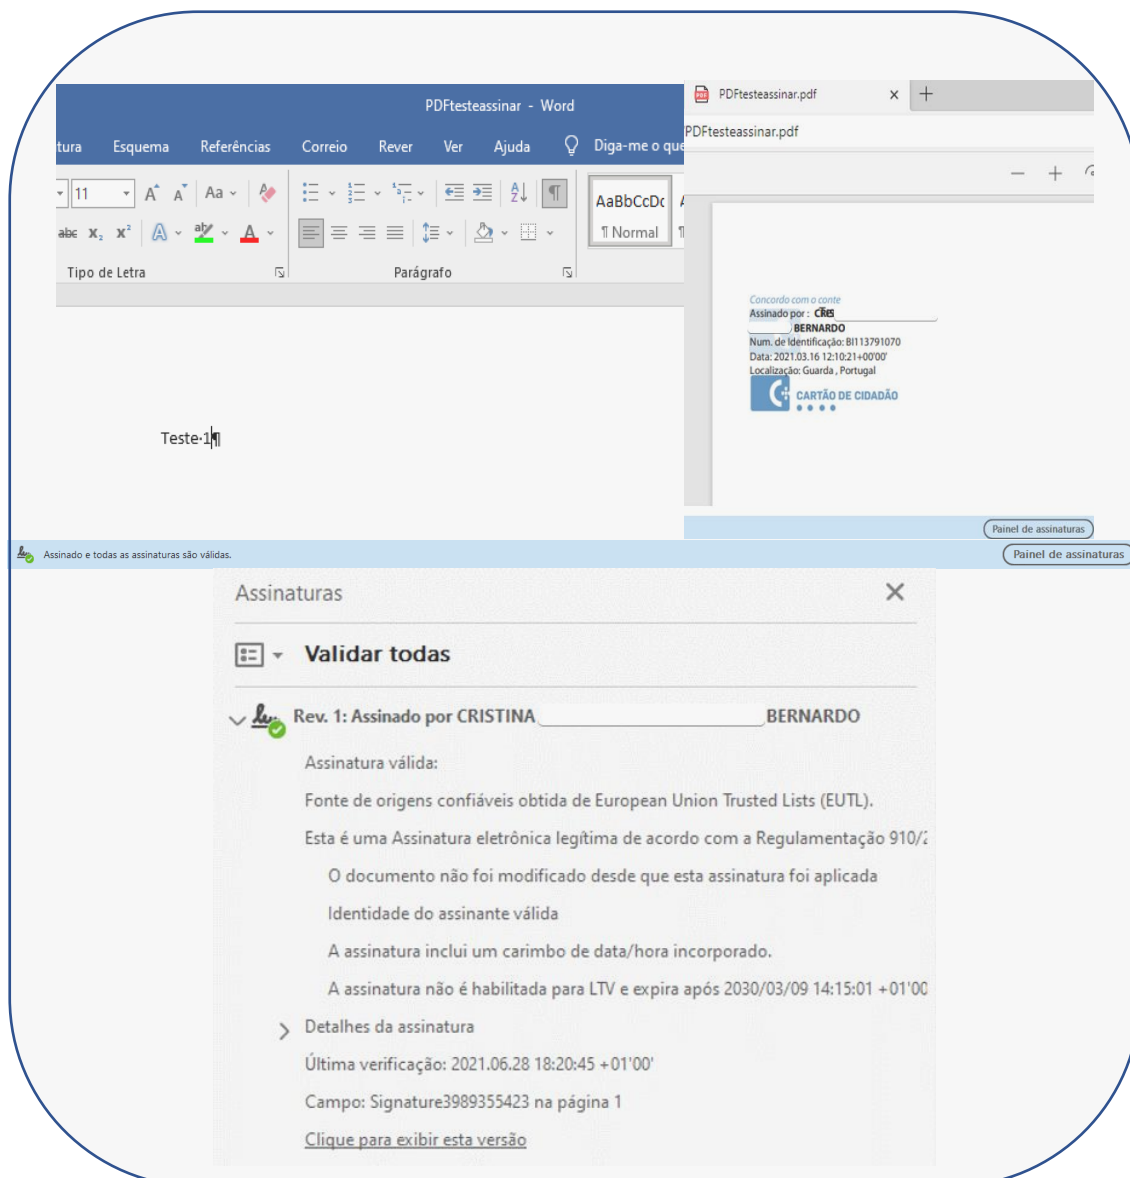 PDFtesteassinar - Word
tura Esquema Referências Correio Rever Ver Ajuda Diga-me o que
11 A A Aa
abc x₂ x² A ab A
AaBbCcDc
¶ Normal
Tipo de Letra Parágrafo
Teste·1¶
PDFtesteassinar.pdf
PDFtesteassinar.pdf
Concordo com o conte
Assinado por :
BERNARDO
Num. de Identificação: BI113791070
Data: 2021.03.16 12:10:21+00'00'
Localização: Guarda , Portugal
CARTÃO DE CIDADÃO
Painel de assinaturas
Assinado e todas as assinaturas são válidas. Painel de assinaturas
Assinaturas
Validar todas
Rev. 1: Assinado por CRISTINA BERNARDO
Assinatura válida:
Fonte de origens confiáveis obtida de European Union Trusted Lists (EUTL).
Esta é uma Assinatura eletrônica legítima de acordo com a Regulamentação 910/2
O documento não foi modificado desde que esta assinatura foi aplicada
Identidade do assinante válida
A assinatura inclui um carimbo de data/hora incorporado.
A assinatura não é habilitada para LTV e expira após 2030/03/09 14:15:01 +01'00
Detalhes da assinatura
Última verificação: 2021.06.28 18:20:45 +01'00'
Campo: Signature3989355423 na página 1
Clique para exibir esta versão